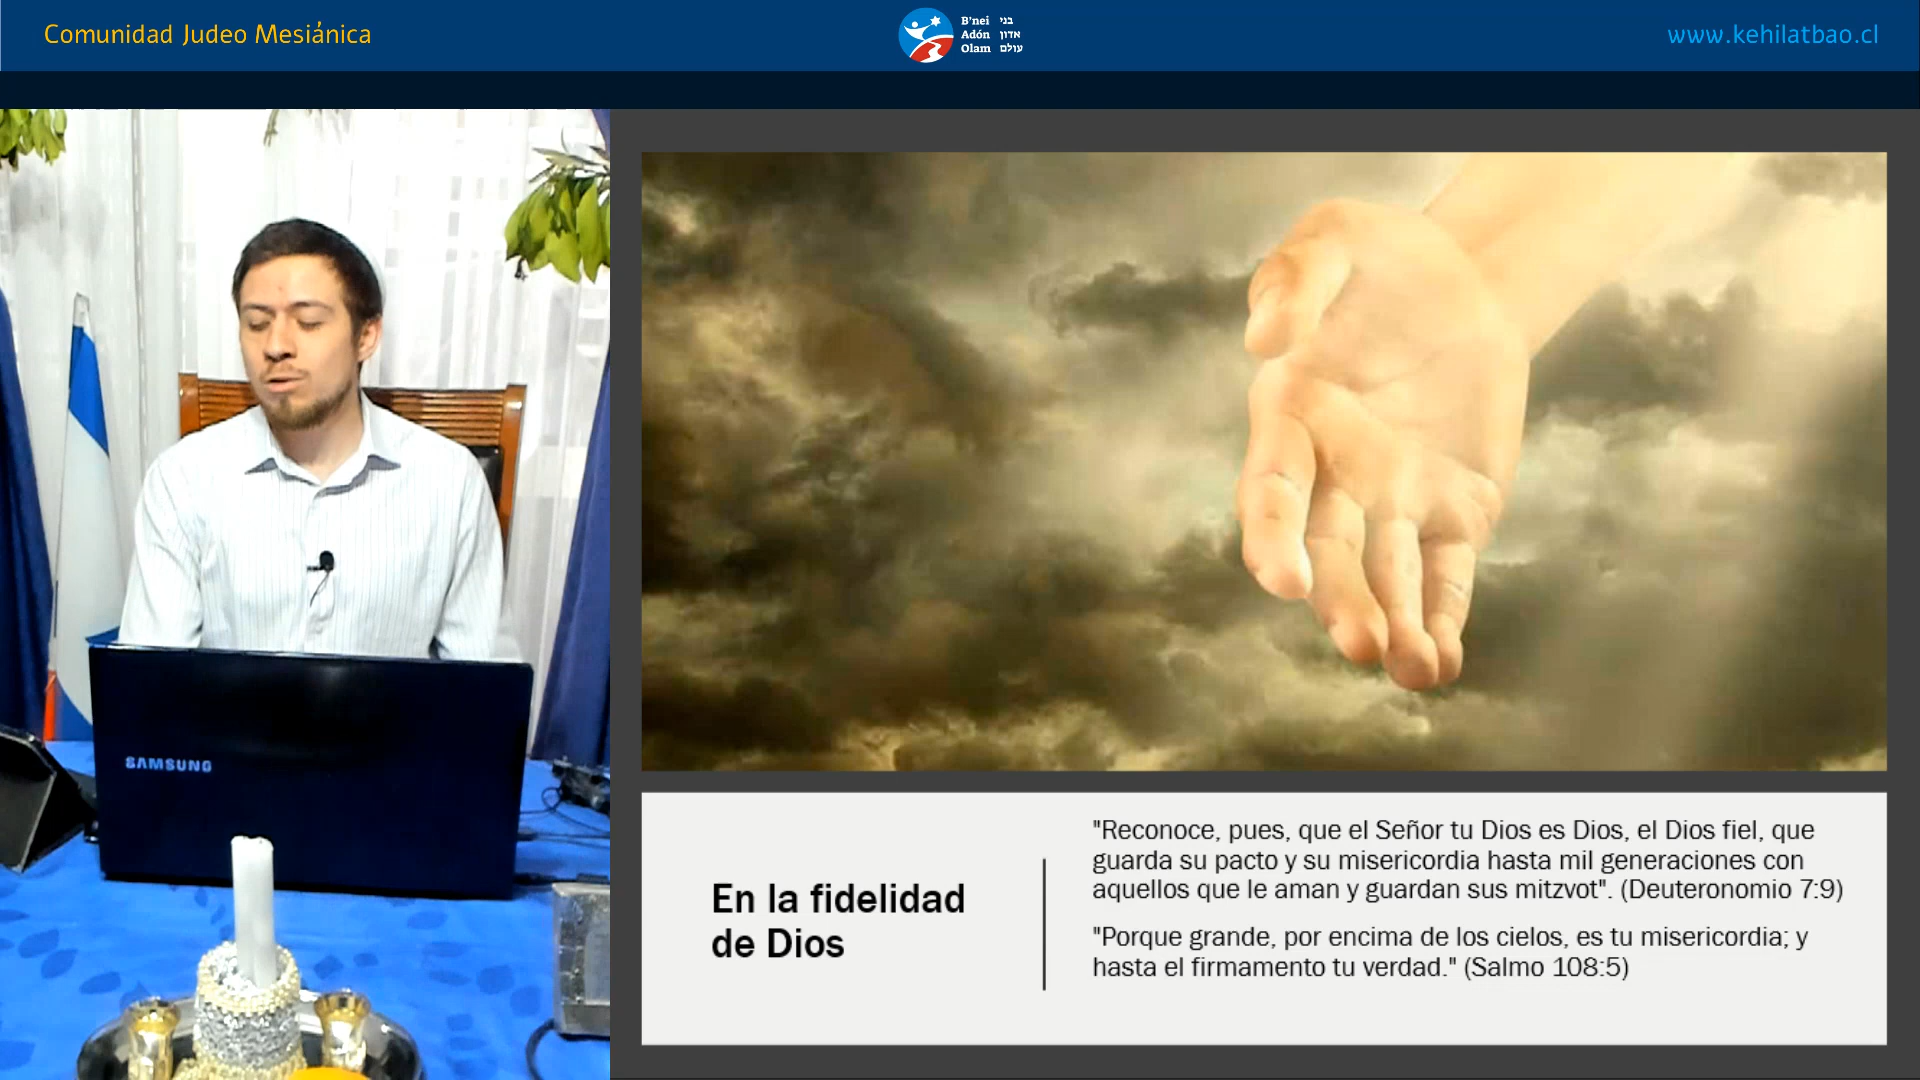 Comunidad Judeo Mesiánica
B'nei בני
Adón אדון
Olam עולם
www.kehilatbao.cl
SAMSUNG
En la fidelidad
de Dios
"Reconoce, pues, que el Señor tu Dios es Dios, el Dios fiel, que
guarda su pacto y su misericordia hasta mil generaciones con
aquellos que le aman y guardan sus mitzvot". (Deuteronomio 7:9)
"Porque grande, por encima de los cielos, es tu misericordia; y
hasta el firmamento tu verdad." (Salmo 108:5)